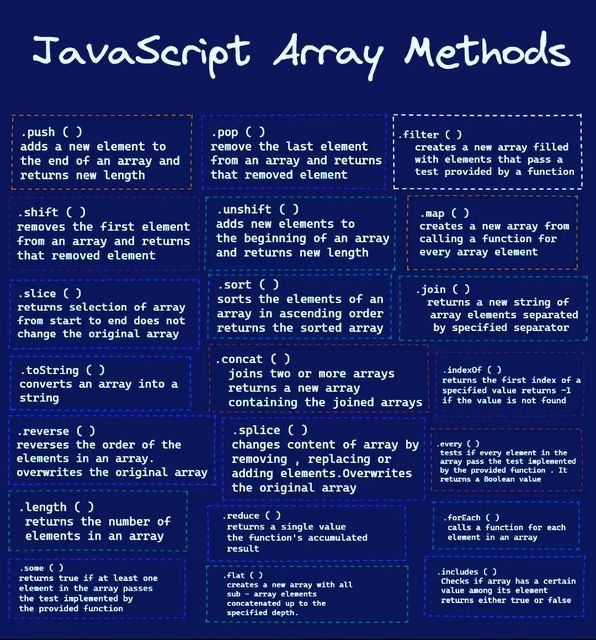 JavaScript Array Methods
.push ( )
adds a new element to
the end of an array and
returns new length
.pop ( )
remove the last element
from an array and returns
that removed element
.filter ( )
creates a new array filled
with elements that pass a
test provided by a function
.shift ( )
removes the first element
from an array and returns
that removed element
.unshift ( )
adds new elements to
the beginning of an array
and returns new length
.map ( )
creates a new array from
calling a function for
every array element
.slice ( )
returns selection of array
from start to end does not
change the original array
.sort ( )
sorts the elements of an
array in ascending order
returns the sorted array
.join ( )
returns a new string of
array elements separated
by specified separator
.toString ( )
converts an array into a
string
.concat ( )
joins two or more arrays
returns a new array
containing the joined arrays
.indexOf ( )
returns the first index of a
specified value returns -1
if the value is not found
.reverse ( )
reverses the order of the
elements in an array.
overwrites the original array
.splice ( )
changes content of array by
removing , replacing or
adding elements.Overwrites
the original array
.every ( )
tests if every element in the
array pass the test implemented
by the provided function . It
returns a Boolean value
.length ( )
returns the number of
elements in an array
.reduce ( )
returns a single value
the function's accumulated
result
.forEach ( )
calls a function for each
element in an array
.some ( )
returns true if at least one
element in the array passes
the test implemented by
the provided function
.flat ( )
creates a new array with all
sub - array elements
concatenated up to the
specified depth.
.includes ( )
Checks if array has a certain
value among its element
returns either true or false